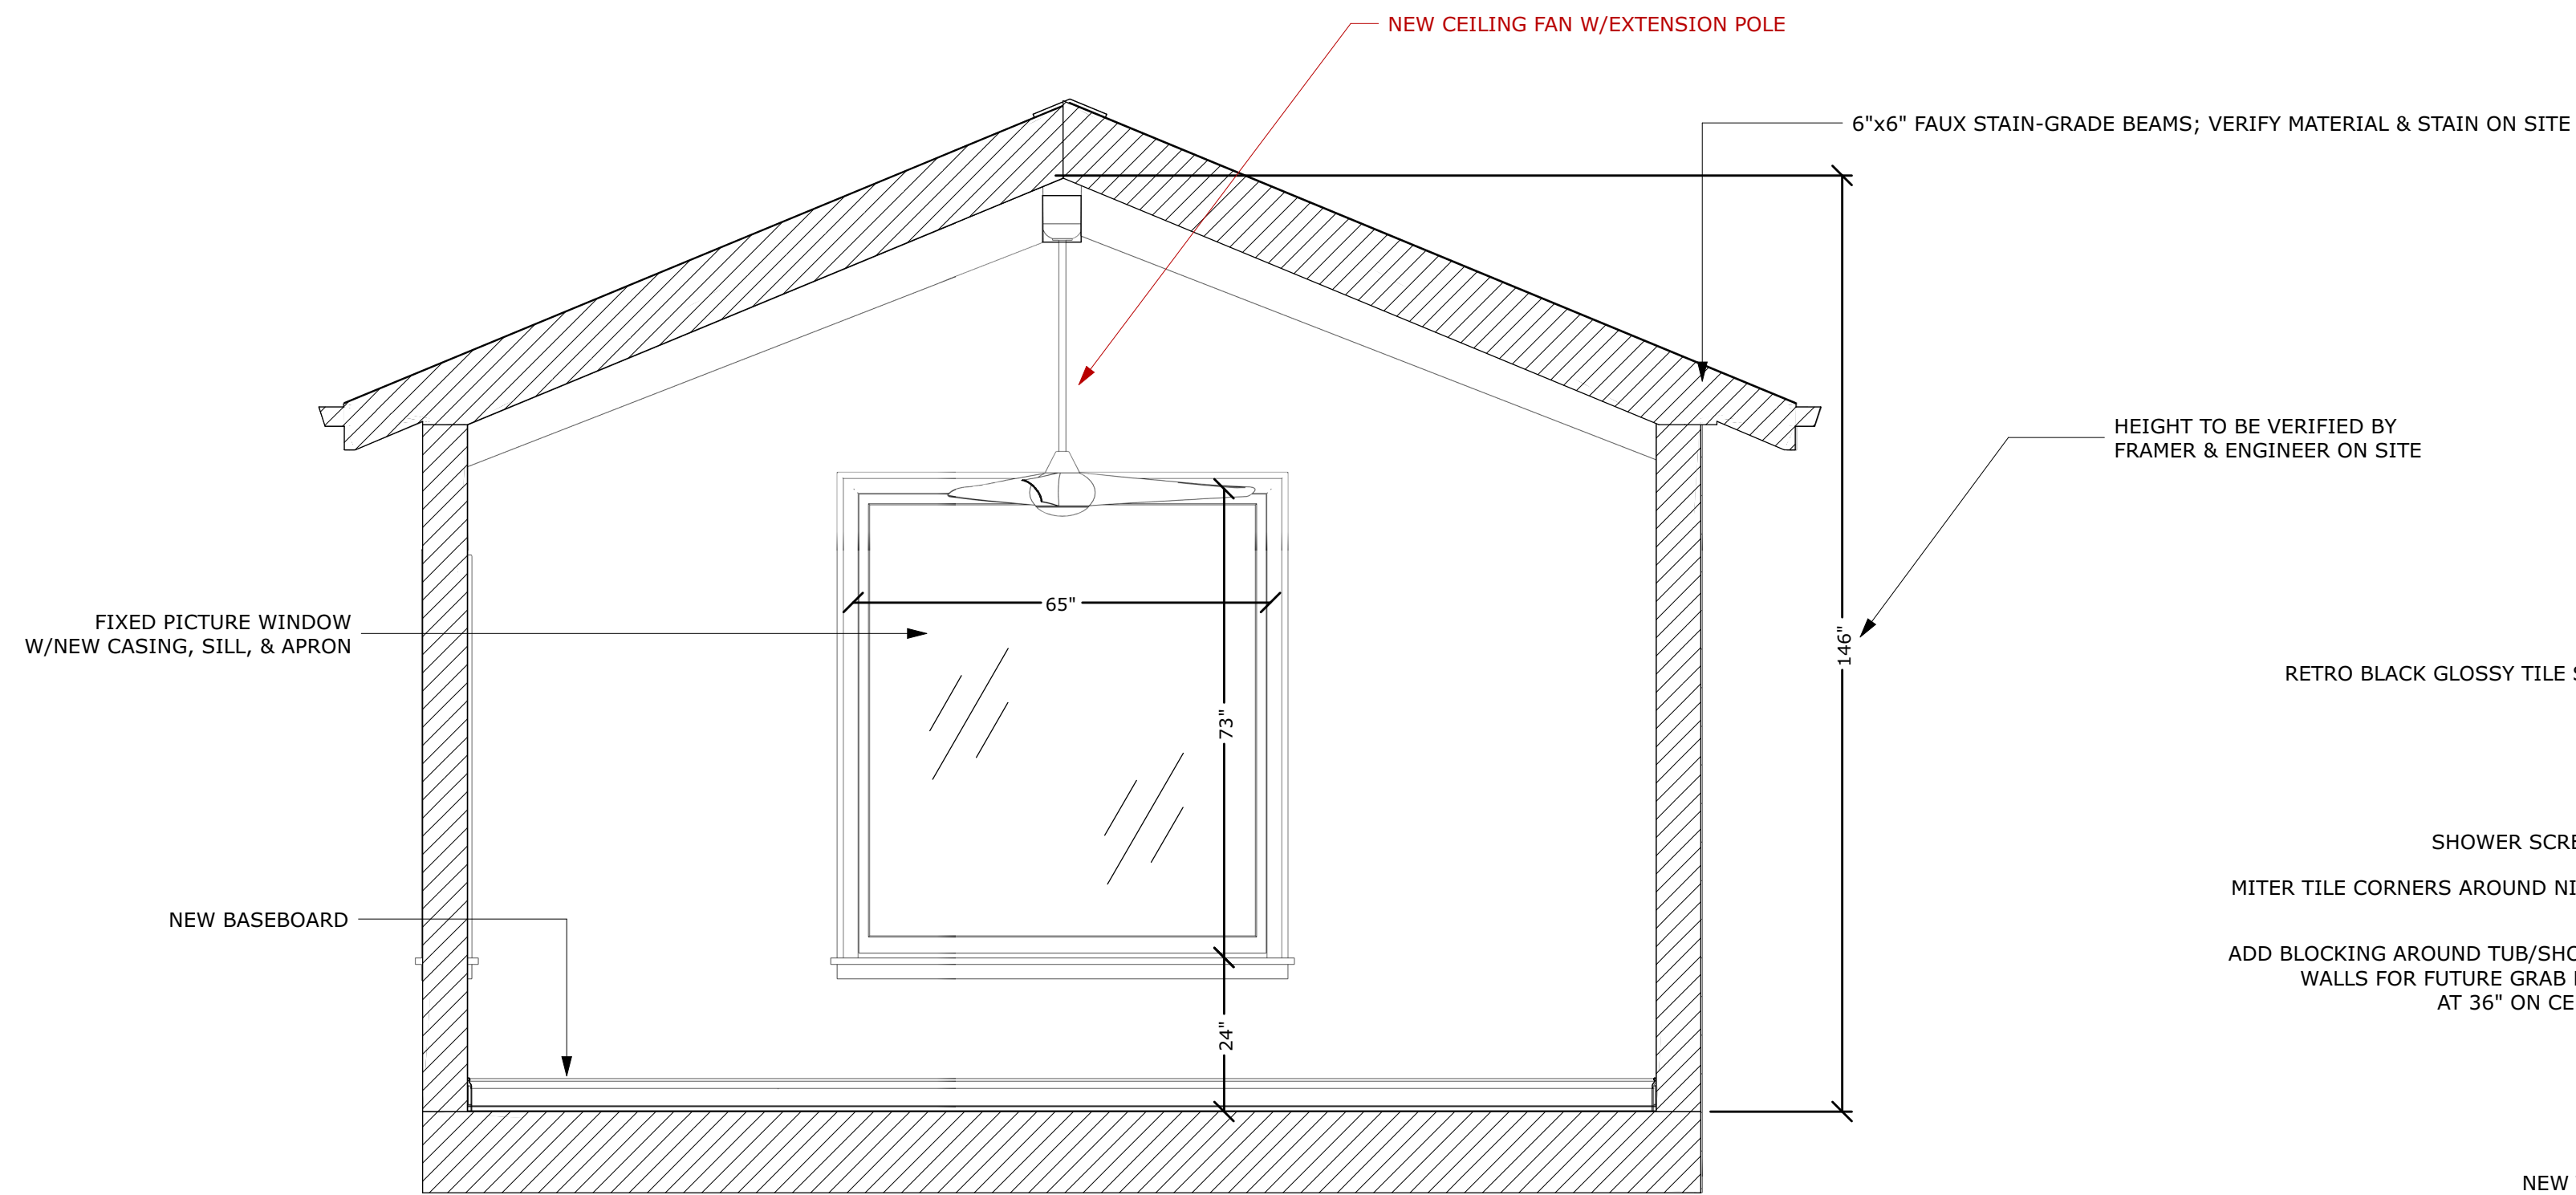 NEW CEILING FAN W/EXTENSION POLE
6"x6" FAUX STAIN-GRADE BEAMS; VERIFY MATERIAL & STAIN ON SITE
HEIGHT TO BE VERIFIED BY
FRAMER & ENGINEER ON SITE
FIXED PICTURE WINDOW
W/NEW CASING, SILL, & APRON
65"
146"
73"
RETRO BLACK GLOSSY TILE
SHOWER
MITER TILE CORNERS AROUND
NEW BASEBOARD
ADD BLOCKING AROUND
WALLS FOR FUTURE GRAB
AT 36" ON
24"
NEW